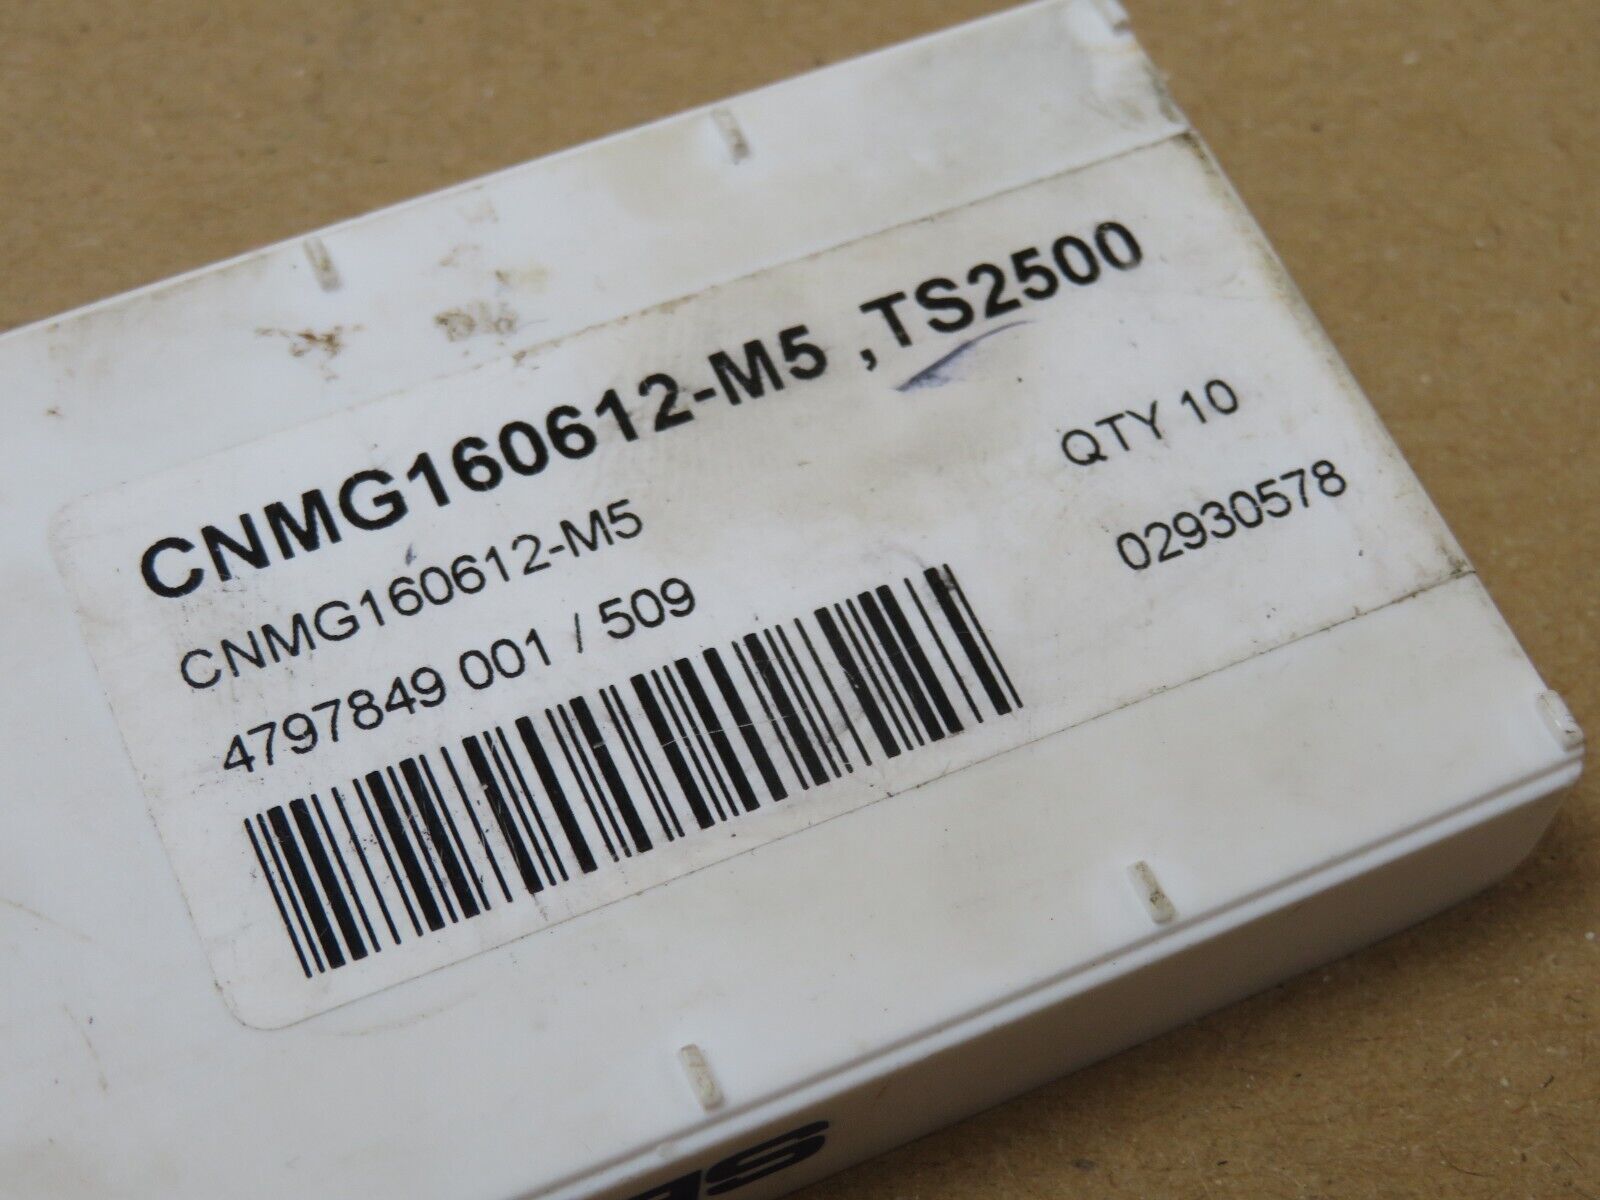 CNMG160612-M5 ,TS2500
CNMG160612-M5
QTY 10
4797849 001 / 509
02930578